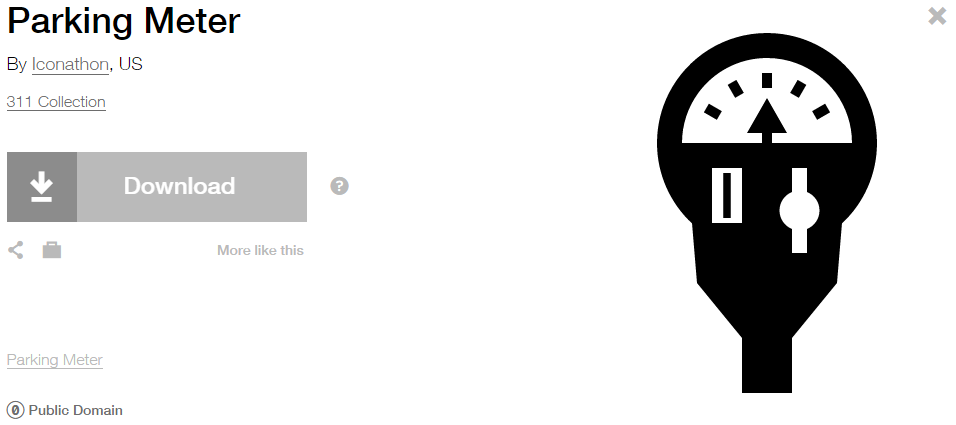 Parking Meter
By Iconathon, US
311 Collection
Download
?
More like this
Parking Meter
Public Domain